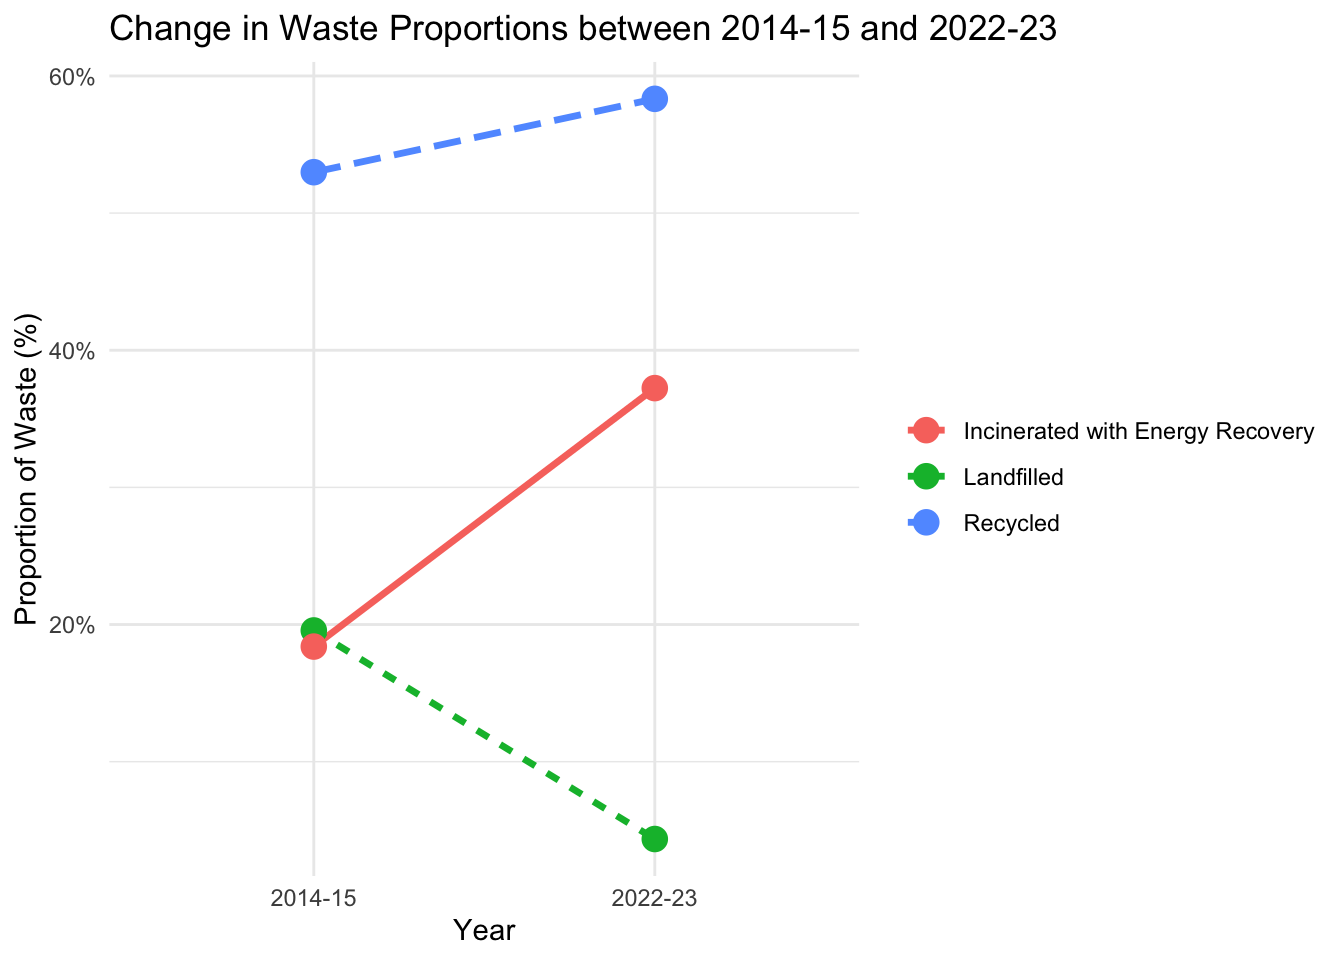 Change in Waste Proportions between 2014-15 and 2022-23
60%
40%
20%
Proportion of Waste (%)
2014-15
2022-23
Year
Incinerated with Energy Recovery
Landfilled
Recycled